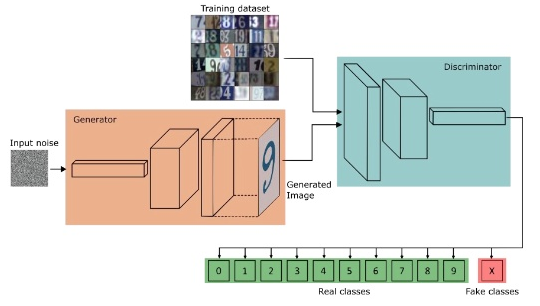 Training dataset
Generator
Discriminator
Input noise
9
Generated
Image
0 1 2 3 4 5 6 7 8 9 X
Real classes
Fake classes